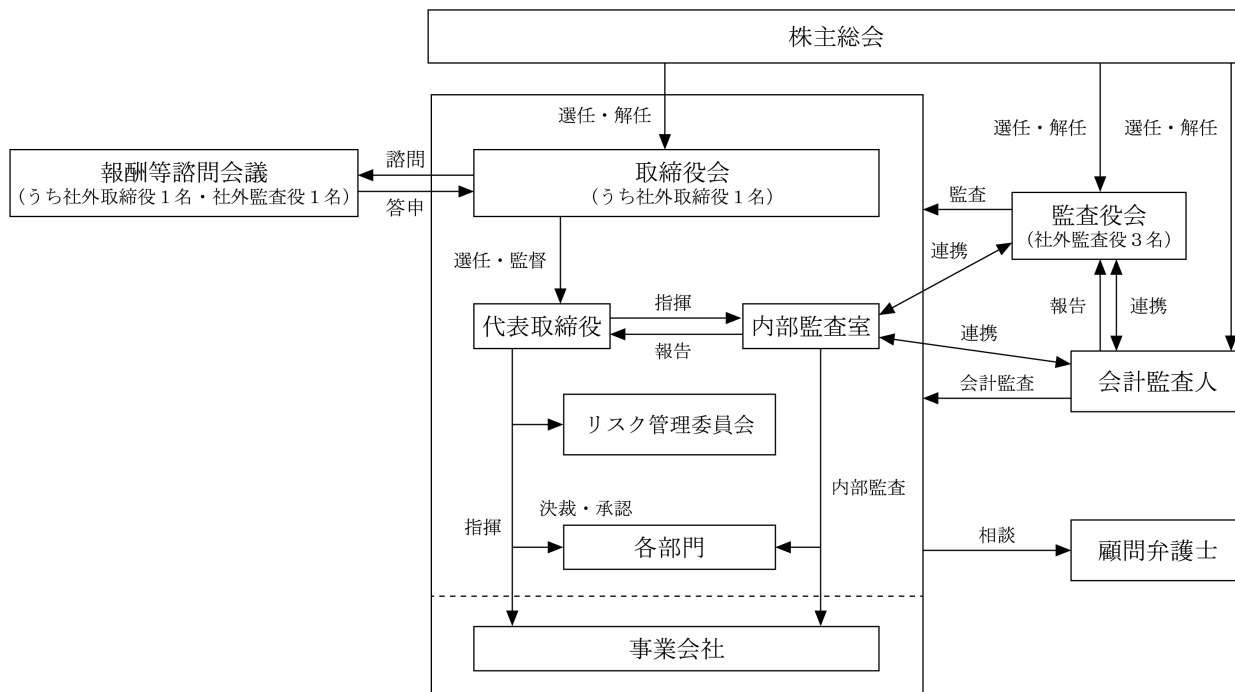 株主総会
選任・解任
選任・解任
選任・解任
報酬等諮問会議
（うち社外取締役１名・社外監査役１名）
諮問
答申
取締役会
（うち社外取締役１名）
監査
監査役会
（社外監査役３名）
選任・監督
連携
代表取締役
指揮
報告
内部監査室
報告
連携
連携
会計監査
会計監査人
リスク管理委員会
内部監査
指揮
決裁・承認
各部門
相談
顧問弁護士
事業会社